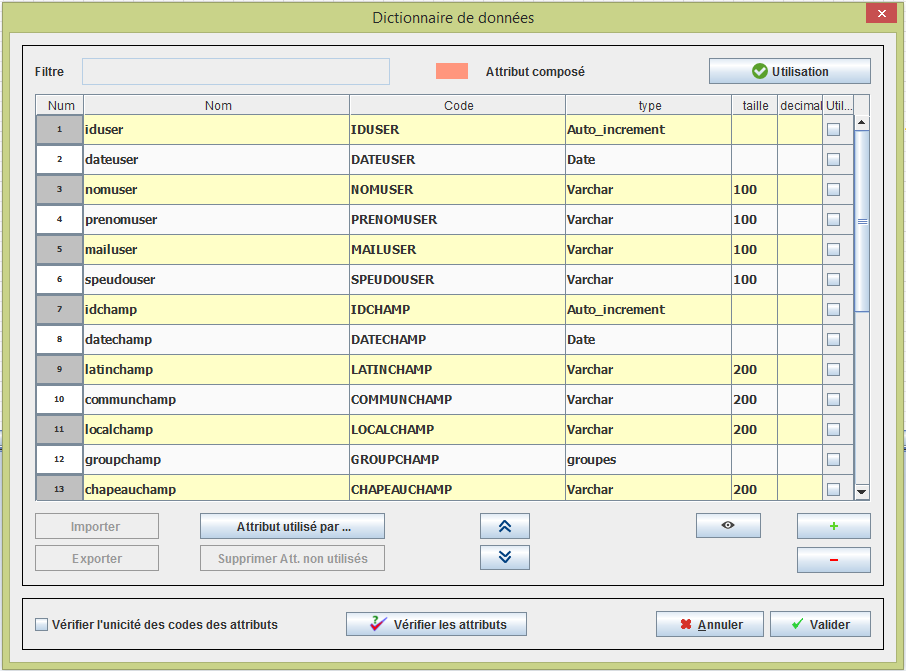 Dictionnaire de données
Filtre Attribut composé Utilisation
Num Nom Code type taille decimal Util...
1 iduser IDUSER Auto_increment
2 dateuser DATEUSER Date
3 nomuser NOMUSER Varchar 100
4 prenomuser PRENOMUSER Varchar 100
5 mailuser MAILUSER Varchar 100
6 speudouser SPEUDOUSER Varchar 100
7 idchamp IDCHAMP Auto_increment
8 datechamp DATECHAMP Date
9 latinchamp LATINCHAMP Varchar 200
10 communchamp COMMUNCHAMP Varchar 200
11 localchamp LOCALCHAMP Varchar 200
12 groupchamp GROUPCHAMP groupes
13 chapeauchamp CHAPEAUCHAMP Varchar 200
Importer Attribut utilisé par ...
Exporter Supprimer Att. non utilisés
Vérifier l'unicité des codes des attributs Vérifier les attributs Annuler Valider